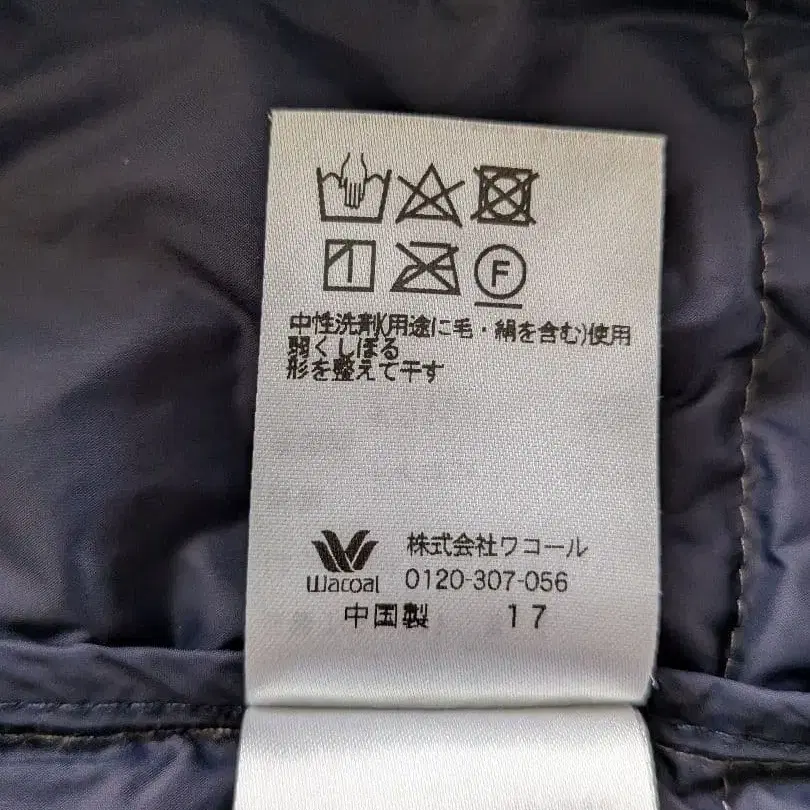 F
中性洗剤(用途に毛・絹を含む)使用
弱くしぼる
形を整えて干す
株式会社ワコール
Wacoal 0120-307-056
中国製 17